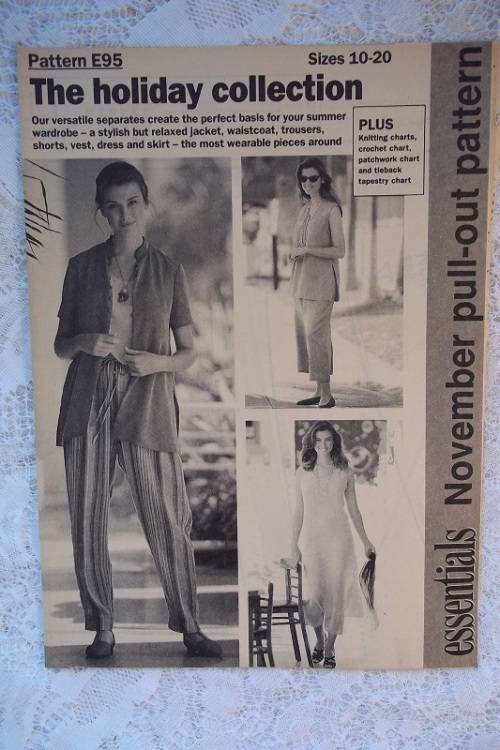 Pattern E95
Sizes 10-20
The holiday collection
Our versatile separates create the perfect basis for your summer
wardrobe – a stylish but relaxed jacket, waistcoat, trousers,
shorts, vest, dress and skirt – the most wearable pieces around
PLUS
Knitting charts,
crochet chart,
patchwork chart
and tieback
tapestry chart
essentials November pull-out pattern